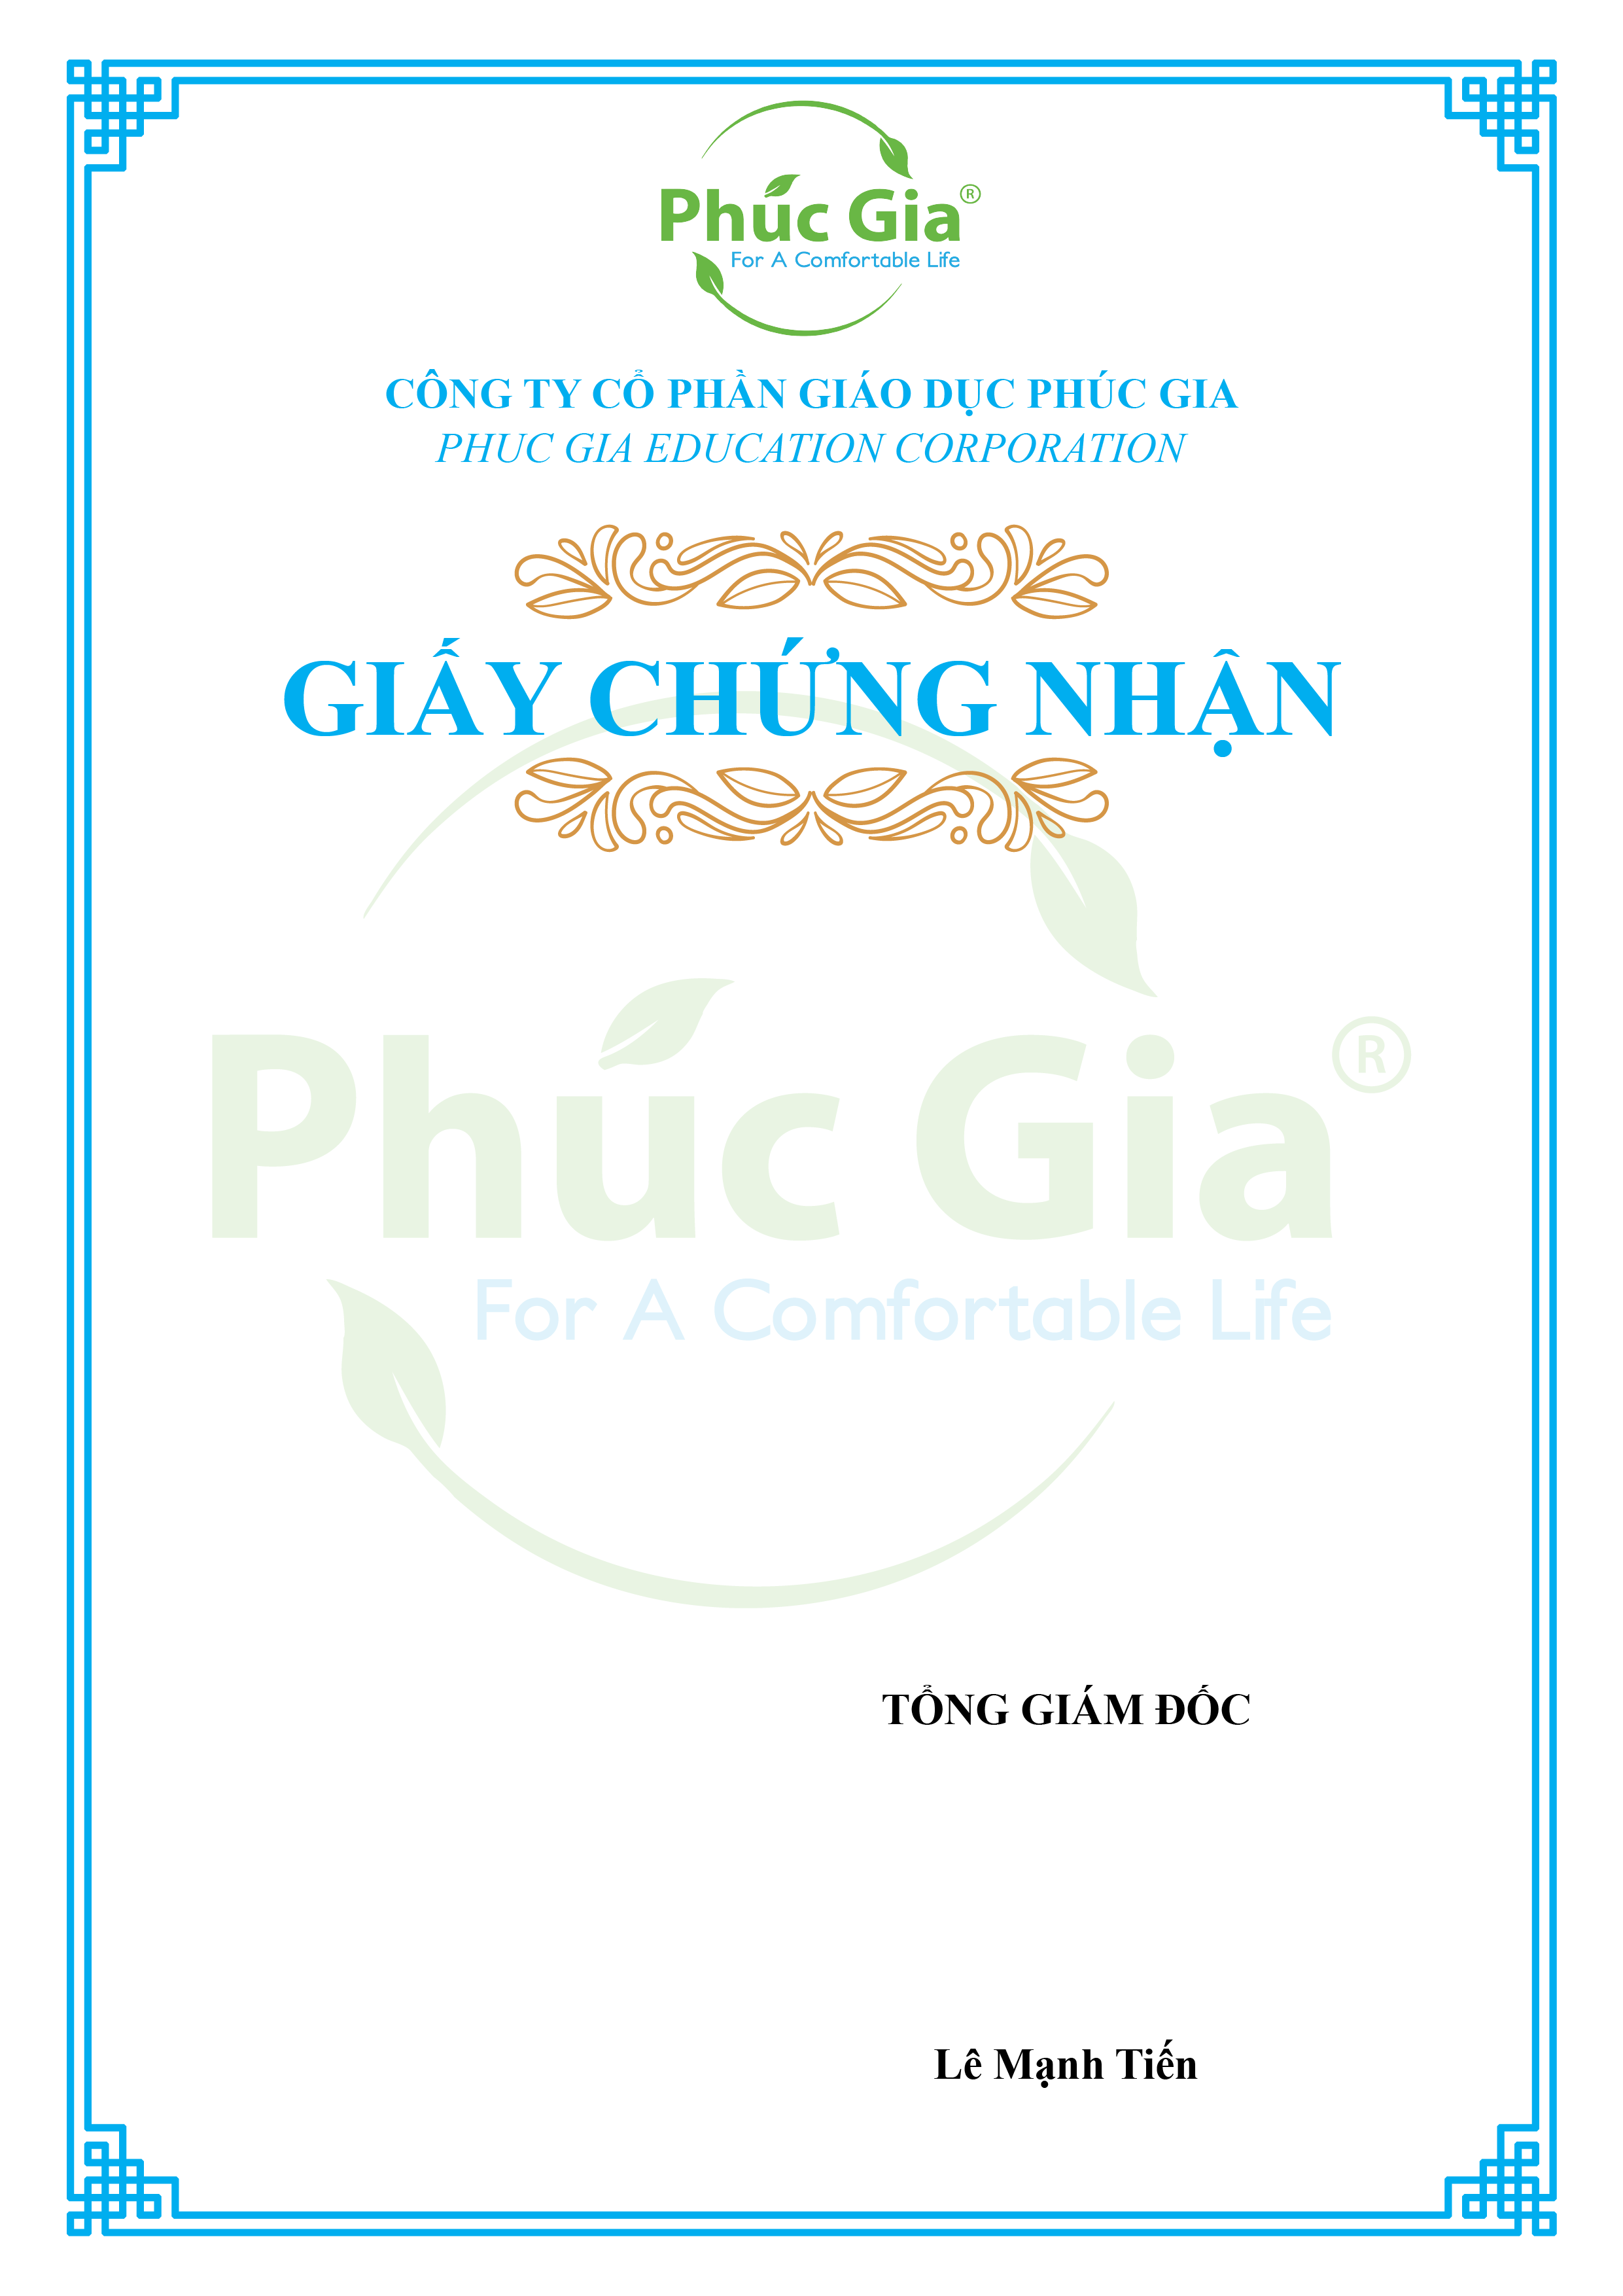 Phúc Gia®
For A Comfortable Life
CÔNG TY CỔ PHẦN GIÁO DỤC PHÚC GIA
PHUC GIA EDUCATION CORPORATION
GIẤY CHỨNG NHẬN
Phúc Gia®
For A Comfortable Life
TỔNG GIÁM ĐỐC
Lê Mạnh Tiến